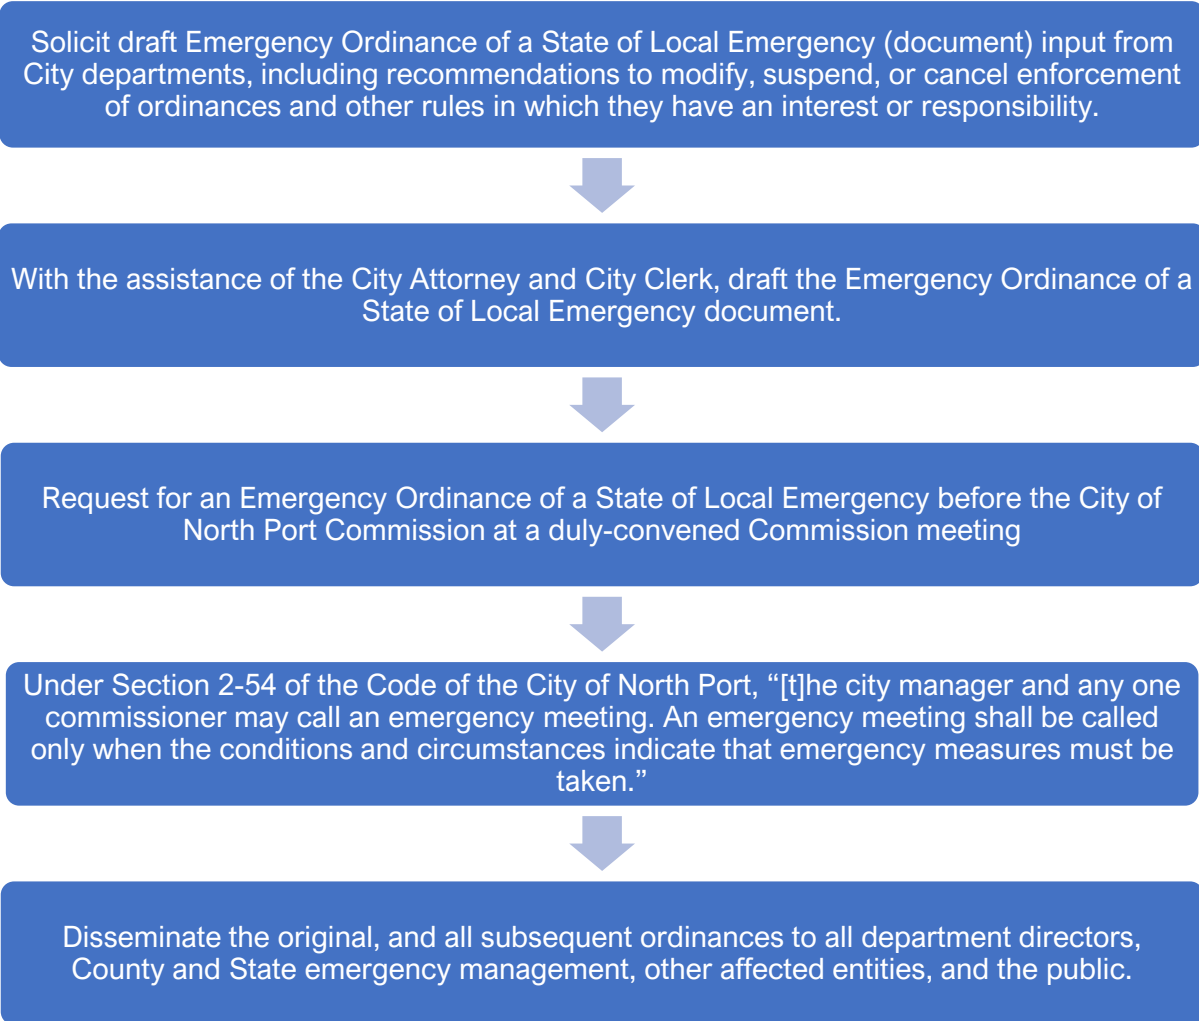 Solicit draft Emergency Ordinance of a State of Local Emergency (document) input from
City departments, including recommendations to modify, suspend, or cancel enforcement
of ordinances and other rules in which they have an interest or responsibility.
With the assistance of the City Attorney and City Clerk, draft the Emergency Ordinance of a
State of Local Emergency document.
Request for an Emergency Ordinance of a State of Local Emergency before the City of
North Port Commission at a duly-convened Commission meeting
Under Section 2-54 of the Code of the City of North Port, “[t]he city manager and any one
commissioner may call an emergency meeting. An emergency meeting shall be called
only when the conditions and circumstances indicate that emergency measures must be
taken.”
Disseminate the original, and all subsequent ordinances to all department directors,
County and State emergency management, other affected entities, and the public.